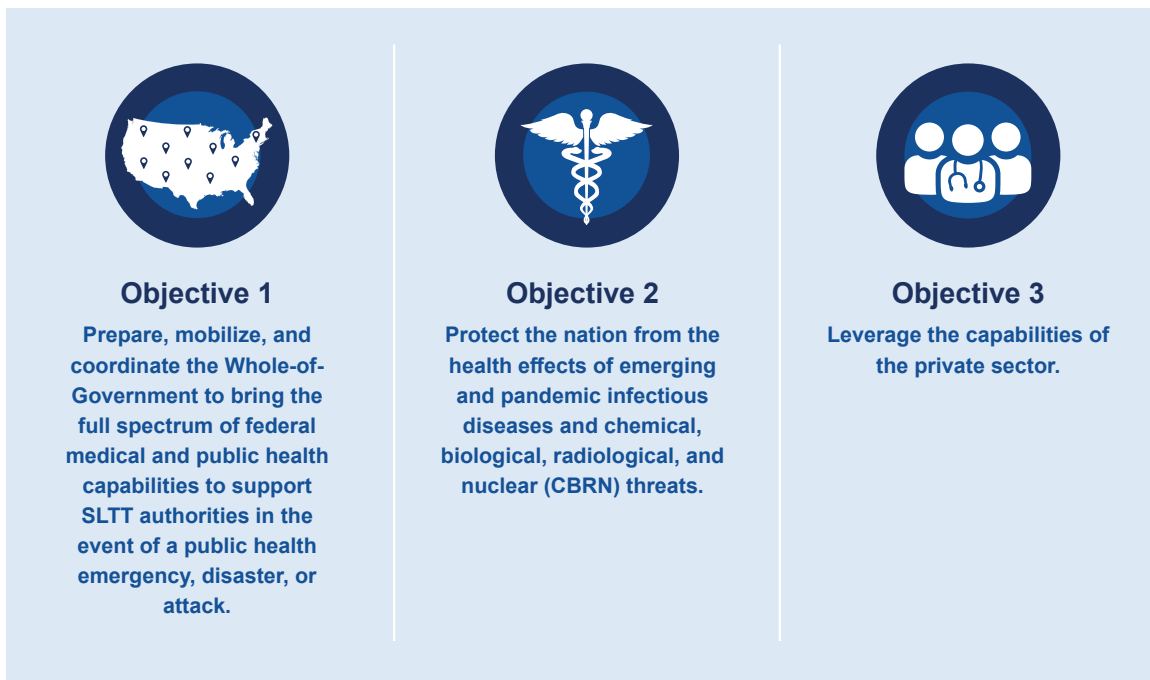 Objective 1
Prepare, mobilize, and
coordinate the Whole-of-
Government to bring the
full spectrum of federal
medical and public health
capabilities to support
SLTT authorities in the
event of a public health
emergency, disaster, or
attack.
Objective 2
Protect the nation from the
health effects of emerging
and pandemic infectious
diseases and chemical,
biological, radiological, and
nuclear (CBRN) threats.
Objective 3
Leverage the capabilities of
the private sector.